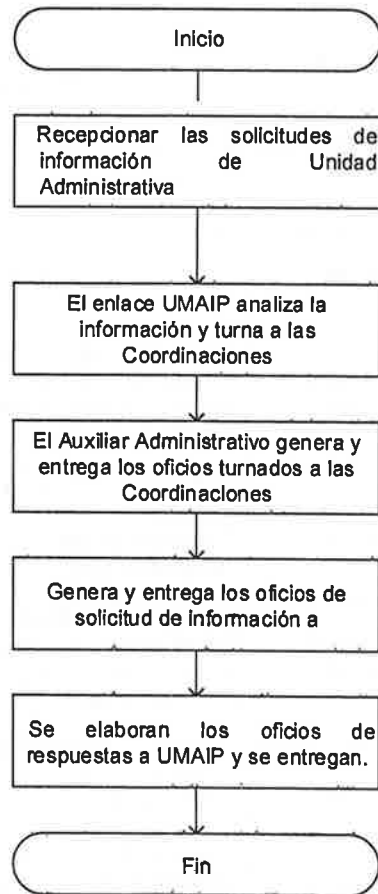 Inicio
Recepcionar las solicitudes de
información de Unidad
Administrativa
El enlace UMAIP analiza la
información y turna a las
Coordinaciones
El Auxiliar Administrativo genera y
entrega los oficios turnados a las
Coordinaciones
Genera y entrega los oficios de
solicitud de información a
Se elaboran los oficios de
respuestas a UMAIP y se entregan.
Fin